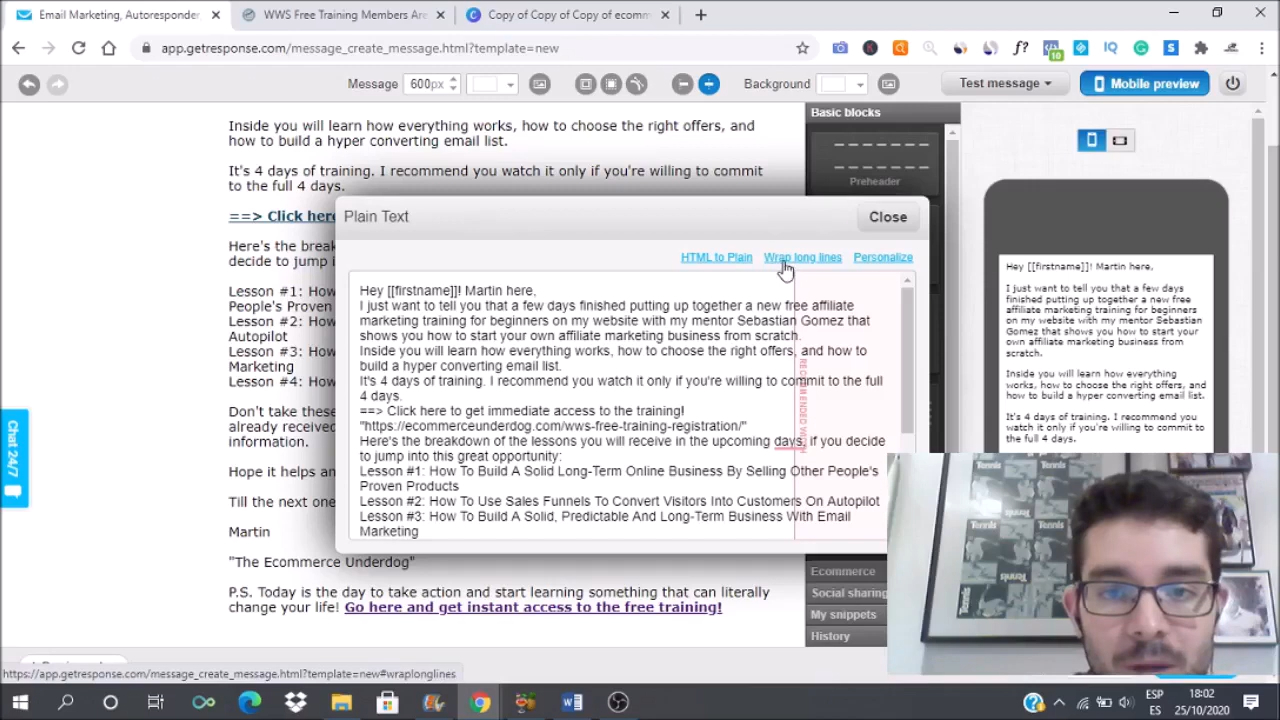 Email Marketing, Autoresponder
WWS Free Training Members Are
Copy of Copy of Copy of ecomm
app.getresponse.com/message_create_message.html?template=new
f?
10
IQ
S
Message
600px
Background
Test message
Mobile preview
Inside you will learn how everything works, how to choose the right offers, and
how to build a hyper converting email list.
It's 4 days of training. I recommend you watch it only if you're willing to commit
to the full 4 days.
==> Click here
Here's the break
decide to jump i
Lesson #1: How
People's Proven
Lesson #2: How
Autopilot
Lesson #3: How
Marketing
Lesson #4: How
Don't take these
already received
information.
Hope it helps an
Till the next one
Martin
"The Ecommerce Underdog"
P.S. Today is the day to take action and start learning something that can literally
change your life! Go here and get instant access to the free training!
Chat 24/7
Plain Text
Close
HTML to Plain
Wrap long lines
Personalize
Hey [[firstname]]! Martin here,
I just want to tell you that a few days finished putting up together a new free affiliate
marketing training for beginners on my website with my mentor Sebastian Gomez that
shows you how to start your own affiliate marketing business from scratch.
Inside you will learn how everything works, how to choose the right offers, and how to
build a hyper converting email list.
It's 4 days of training. I recommend you watch it only if you're willing to commit to the full
4 days.
==> Click here to get immediate access to the training!
"https://ecommerceunderdog.com/wws-free-training-registration/"
Here's the breakdown of the lessons you will receive in the upcoming days, if you decide
to jump into this great opportunity:
Lesson #1: How To Build A Solid Long-Term Online Business By Selling Other People's
Proven Products
Lesson #2: How To Use Sales Funnels To Convert Visitors Into Customers On Autopilot
Lesson #3: How To Build A Solid, Predictable And Long-Term Business With Email
Marketing
RECOMMENDED WIDTH
Basic blocks
Preheader
Ecommerce
Social sharing
My snippets
History
Hey [[firstname]]! Martin here,
I just want to tell you that a few days
finished putting up together a new free
affiliate
marketing training for beginners
on my website with my mentor Sebastian
Gomez that shows you how to start your
own affiliate marketing business from
scratch.
Inside you will learn how everything
works, how to choose the right offers, and
how to build a hyper converting email list.
It's 4 days of training. I recommend you
watch it only if you're willing to commit to
the full 4 days.
Tennis
Tennis
https://app.getresponse.com/message_create_message.html?template=new#wraplonglines
ESP
ES
18:02
25/10/2020